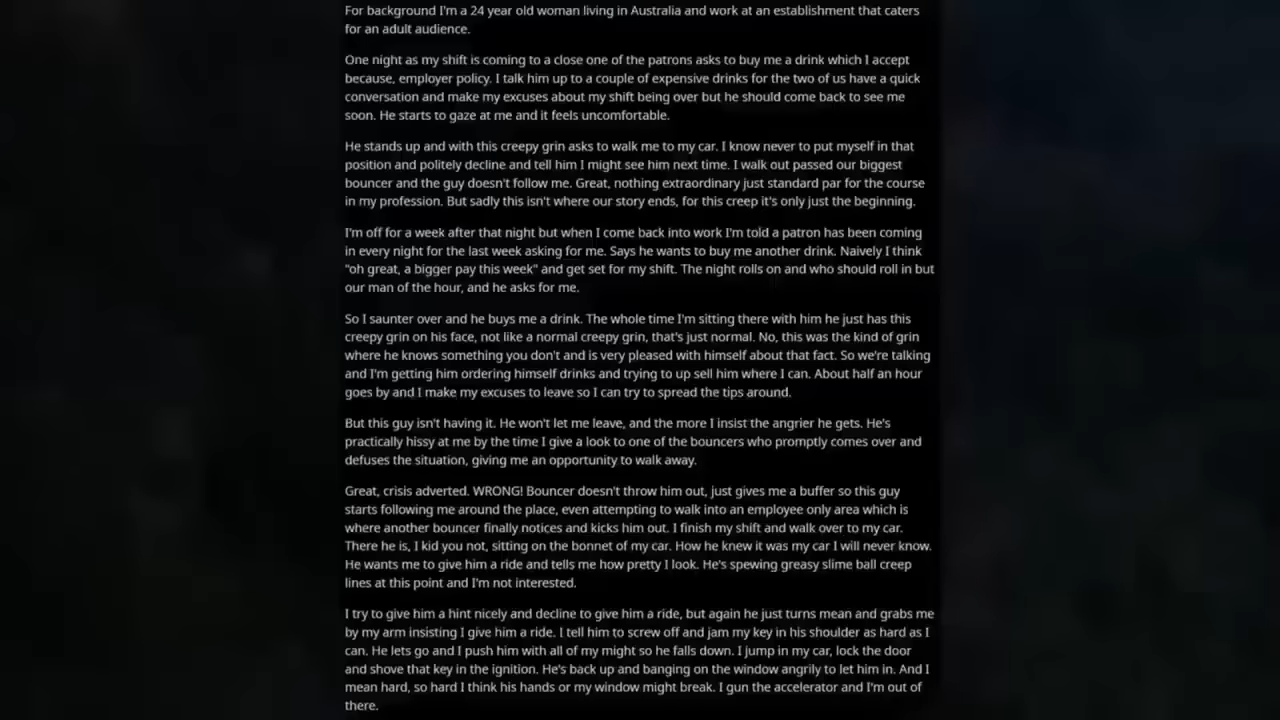 For background I'm a 24 year old woman living in Australia and work at an establishment that caters
for an adult audience.
One night as my shift is coming to a close one of the patrons asks to buy me a drink which I accept
because, employer policy. I talk him up to a couple of expensive drinks for the two of us have a quick
conversation and make my excuses about my shift being over but he should come back to see me
soon. He starts to gaze at me and it feels uncomfortable.
He stands up and with this creepy grin asks to walk me to my car. I know never to put myself in that
position and politely decline and tell him I might see him next time. I walk out passed our biggest
bouncer and the guy doesn't follow me. Great, nothing extraordinary just standard par for the course
in my profession. But sadly this isn't where our story ends, for this creep it's only just the beginning.
I'm off for a week after that night but when I come back into work I'm told a patron has been coming
in every night for the last week asking for me. Says he wants to buy me another drink. Naively I think
"oh great, a bigger pay this week" and get set for my shift. The night rolls on and who should roll in but
our man of the hour, and he asks for me.
So I saunter over and he buys me a drink. The whole time I'm sitting there with him he just has this
creepy grin on his face, not like a normal creepy grin, that's just normal. No, this was the kind of grin
where he knows something you don't and is very pleased with himself about that fact. So we're talking
and I'm getting him ordering himself drinks and trying to up sell him where I can. About half an hour
goes by and I make my excuses to leave so I can try to spread the tips around.
But this guy isn't having it. He won't let me leave, and the more I insist the angrier he gets. He's
practically hissy at me by the time I give a look to one of the bouncers who promptly comes over and
defuses the situation, giving me an opportunity to walk away.
Great, crisis adverted. WRONG! Bouncer doesn't throw him out, just gives me a buffer so this guy
starts following me around the place, even attempting to walk into an employee only area which is
where another bouncer finally notices and kicks him out. I finish my shift and walk over to my car.
There he is, I kid you not, sitting on the bonnet of my car. How he knew it was my car I will never know.
He wants me to give him a ride and tells me how pretty I look. He's spewing greasy slime ball creep
lines at this point and I'm not interested.
I try to give him a hint nicely and decline to give him a ride, but again he just turns mean and grabs me
by my arm insisting I give him a ride. I tell him to screw off and jam my key in his shoulder as hard as I
can. He lets go and I push him with all of my might so he falls down. I jump in my car, lock the door
and shove that key in the ignition. He's back up and banging on the window angrily to let him in. And I
mean hard, so hard I think his hands or my window might break. I gun the accelerator and I'm out of
there.